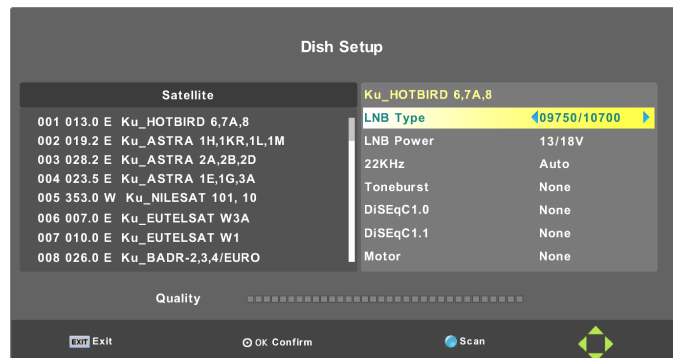 Dish Setup
Satellite
001 013.0 E Ku_HOTBIRD 6,7A,8
002 019.2 E Ku_ASTRA 1H,1KR,1L,1M
003 028.2 E Ku_ASTRA 2A,2B,2D
004 023.5 E Ku_ASTRA 1E,1G,3A
005 353.0 W Ku_NILESAT 101, 10
006 007.0 E Ku_EUTELSAT W3A
007 010.0 E Ku_EUTELSAT W1
008 026.0 E Ku_BADR-2,3,4/EURO
Ku_HOTBIRD 6,7A,8
LNB Type 09750/10700
LNB Power 13/18V
22KHz Auto
Toneburst None
DiSEqC1.0 None
DiSEqC1.1 None
Motor None
Quality
EXIT Exit
OK Confirm
Scan